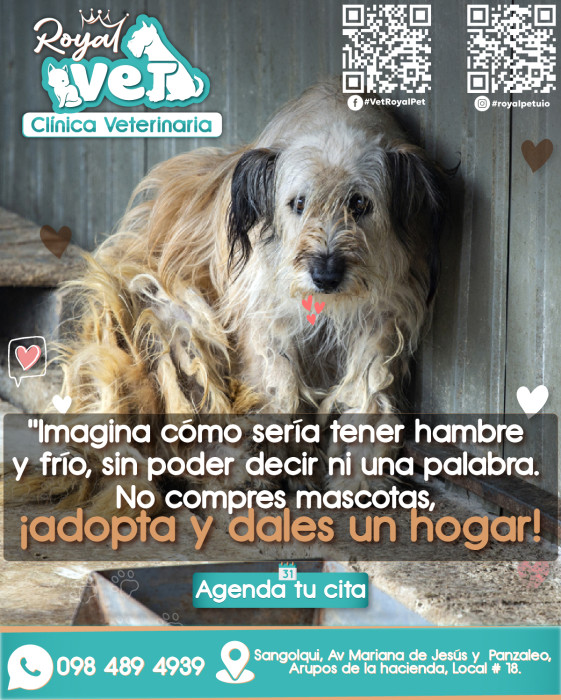 Royal
Vet
Clínica Veterinaria
#VetRoyalPet
#royalpetuio
"Imagina cómo sería tener hambre
y frío, sin poder decir ni una palabra.
No compres mascotas,
¡adopta y dales un hogar!
31
Agenda tu cita
098 489 4939
Sangolqui, Av Mariana de Jesús y Panzaleo,
Arupos de la hacienda, Local # 18.